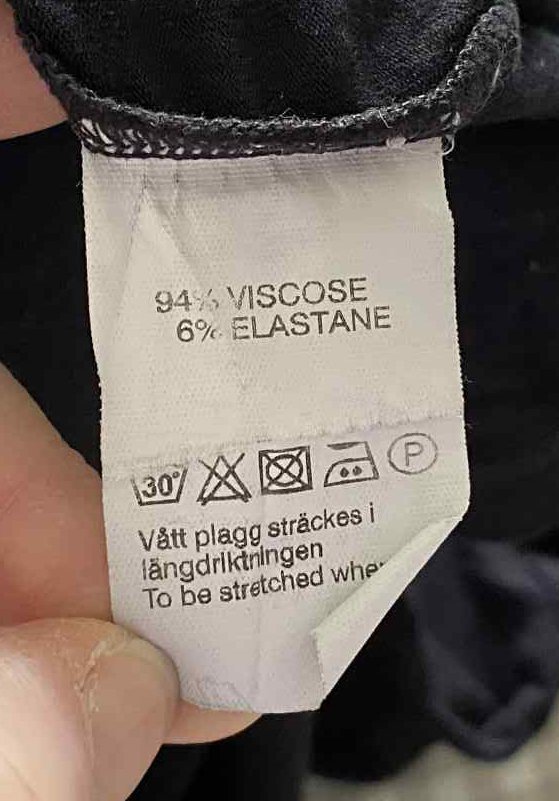 94% VISCOSE
6% ELASTANE
30° P
Vått plagg sträckes i
längdriktningen
To be stretched